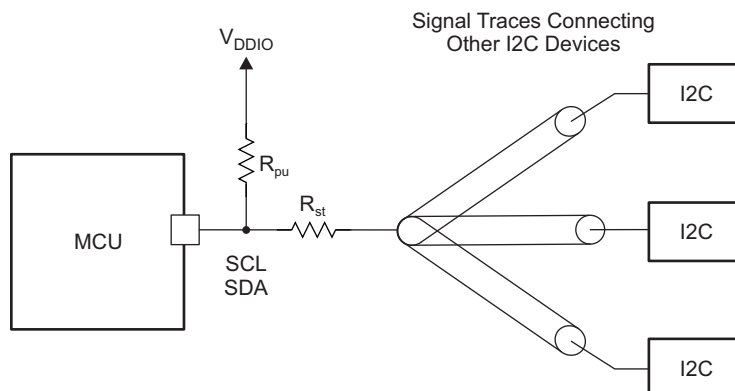 Signal Traces Connecting
Other I2C Devices
VDDIO
I2C
Rpu
Rst
MCU
I2C
SCL
SDA
I2C